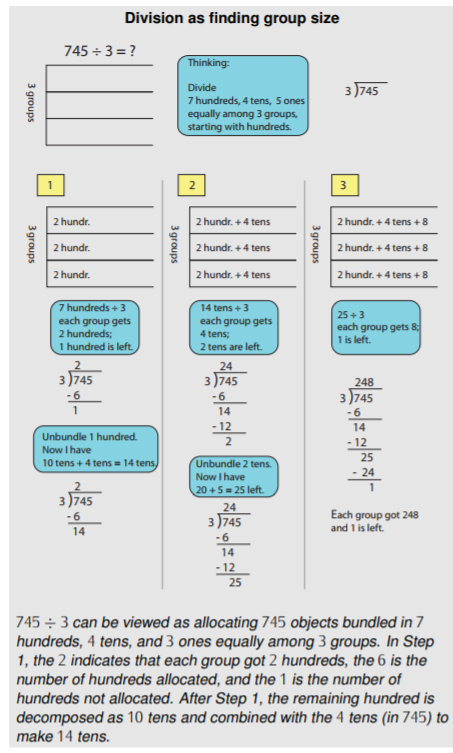 Division as finding group size
745 ÷ 3 = ?
3 groups
Thinking:
Divide
7 hundreds, 4 tens, 5 ones
equally among 3 groups,
starting with hundreds.
3 )745
1
3 groups
2 hundr.
2 hundr.
2 hundr.
7 hundreds ÷ 3
each group gets
2 hundreds;
1 hundred is left.
2
3 )745
- 6
1
Unbundle 1 hundred.
Now I have
10 tens + 4 tens = 14 tens.
2
3 )745
- 6
14
2
3 groups
2 hundr. + 4 tens
2 hundr. + 4 tens
2 hundr. + 4 tens
14 tens ÷ 3
each group gets
4 tens;
2 tens are left.
24
3 )745
- 6
14
- 12
2
Unbundle 2 tens.
Now I have
20 + 5 = 25 left.
24
3 )745
- 6
14
- 12
25
3
3 groups
2 hundr. + 4 tens + 8
2 hundr. + 4 tens + 8
2 hundr. + 4 tens + 8
25 ÷ 3
each group gets 8;
1 is left.
248
3 )745
- 6
14
- 12
25
- 24
1
Each group got 248
and 1 is left.
745 ÷ 3 can be viewed as allocating 745 objects bundled in 7
hundreds, 4 tens, and 3 ones equally among 3 groups. In Step
1, the 2 indicates that each group got 2 hundreds, the 6 is the
number of hundreds allocated, and the 1 is the number of
hundreds not allocated. After Step 1, the remaining hundred is
decomposed as 10 tens and combined with the 4 tens (in 745) to
make 14 tens.